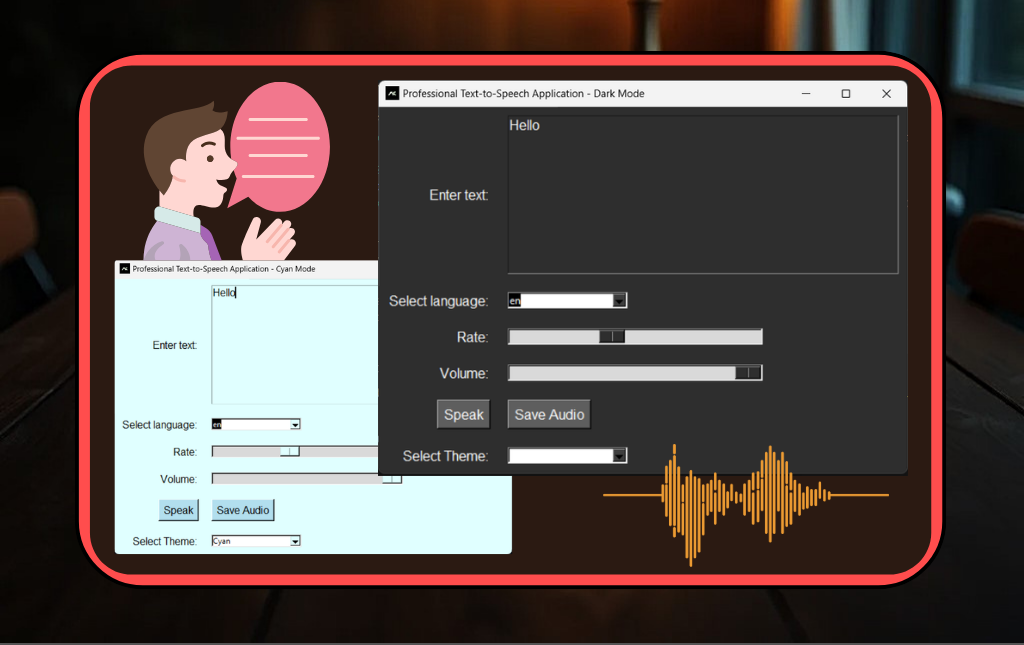 Professional Text-to-Speech Application - Dark Mode
Hello
Enter text:
Select language:
en
Rate:
Volume:
Speak
Save Audio
Select Theme:
Professional Text-to-Speech Application - Cyan Mode
Hello
Enter text:
Select language:
en
Rate:
Volume:
Speak
Save Audio
Select Theme:
Cyan